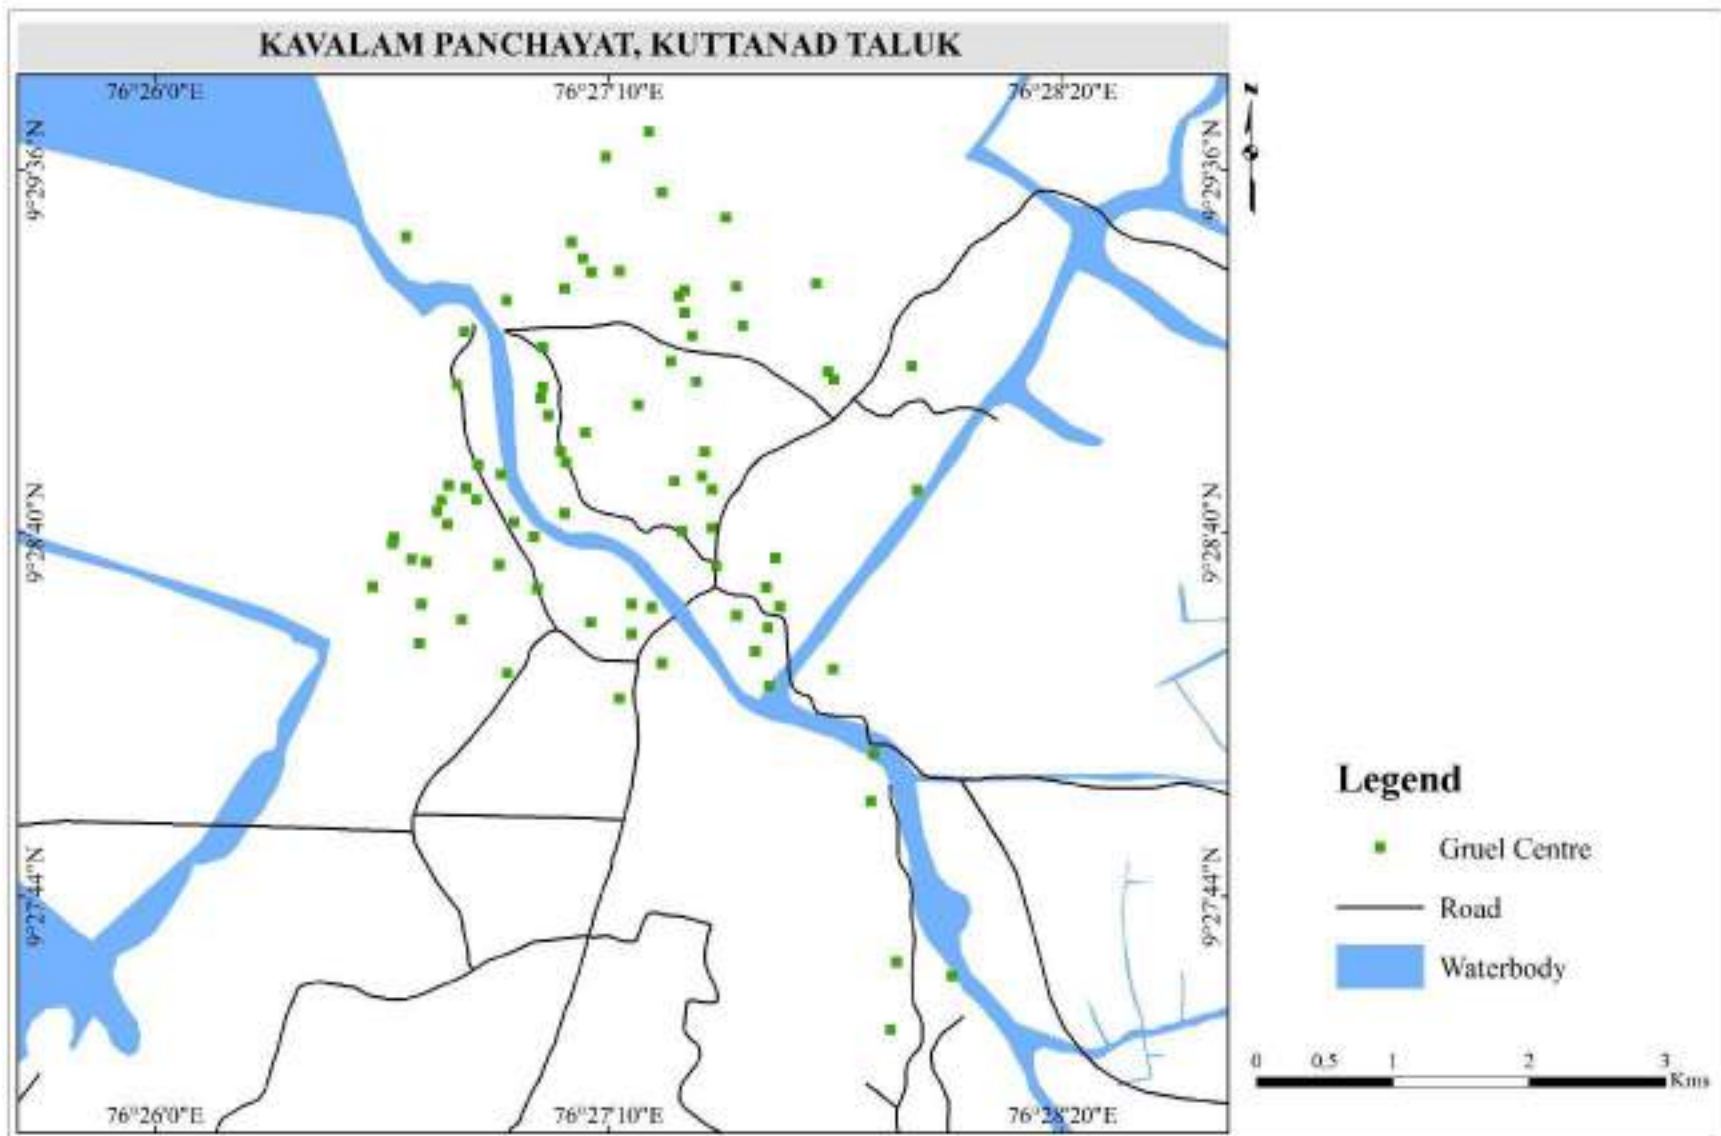 KAVALAM PANCHAYAT, KUTTANAD TALUK
76°26'0"E 76°27'10"E 76°28'20"E
N
9°29'36"N 9°29'36"N
9°28'40"N 9°28'40"N
9°27'44"N 9°27'44"N
76°26'0"E 76°27'10"E 76°28'20"E
Legend
Gruel Centre
Road
Waterbody
0 0.5 1 2 3
Kms